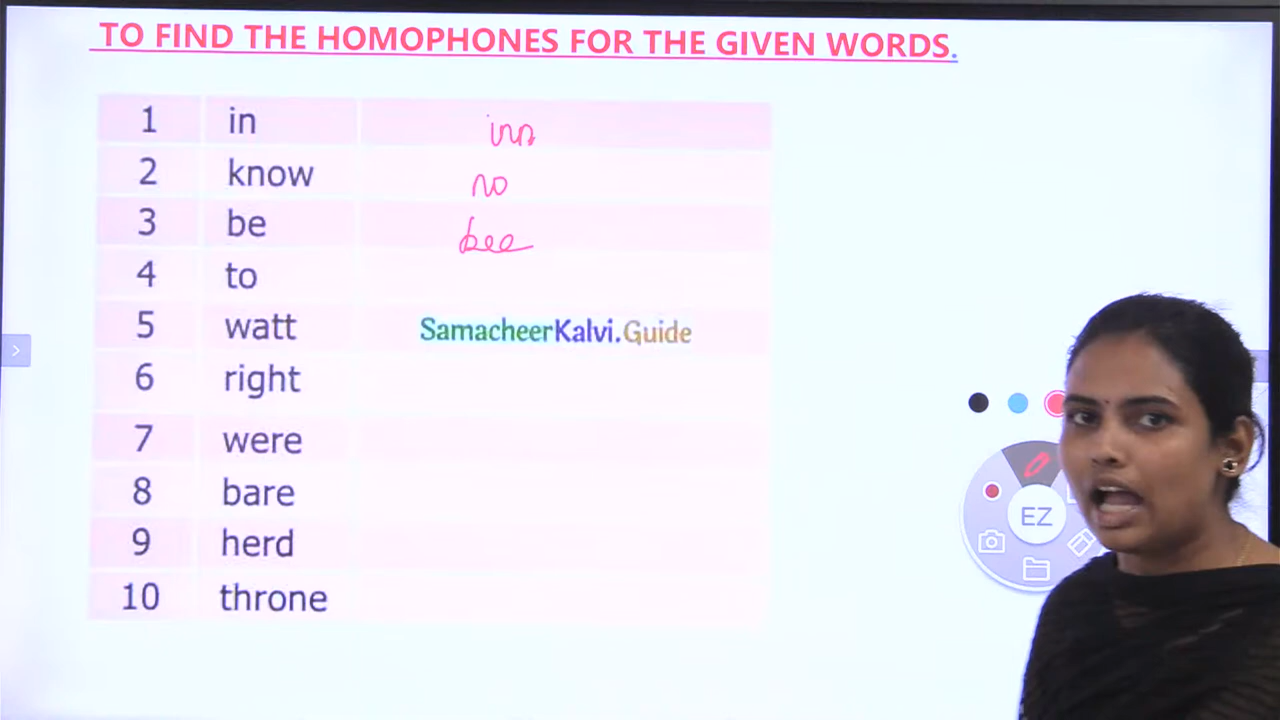 TO FIND THE HOMOPHONES FOR THE GIVEN WORDS.
1 in inn
2 know no
3 be bee
4 to
5 watt SamacheerKalvi.Guide
6 right
7 were
8 bare
9 herd
10 throne
EZ